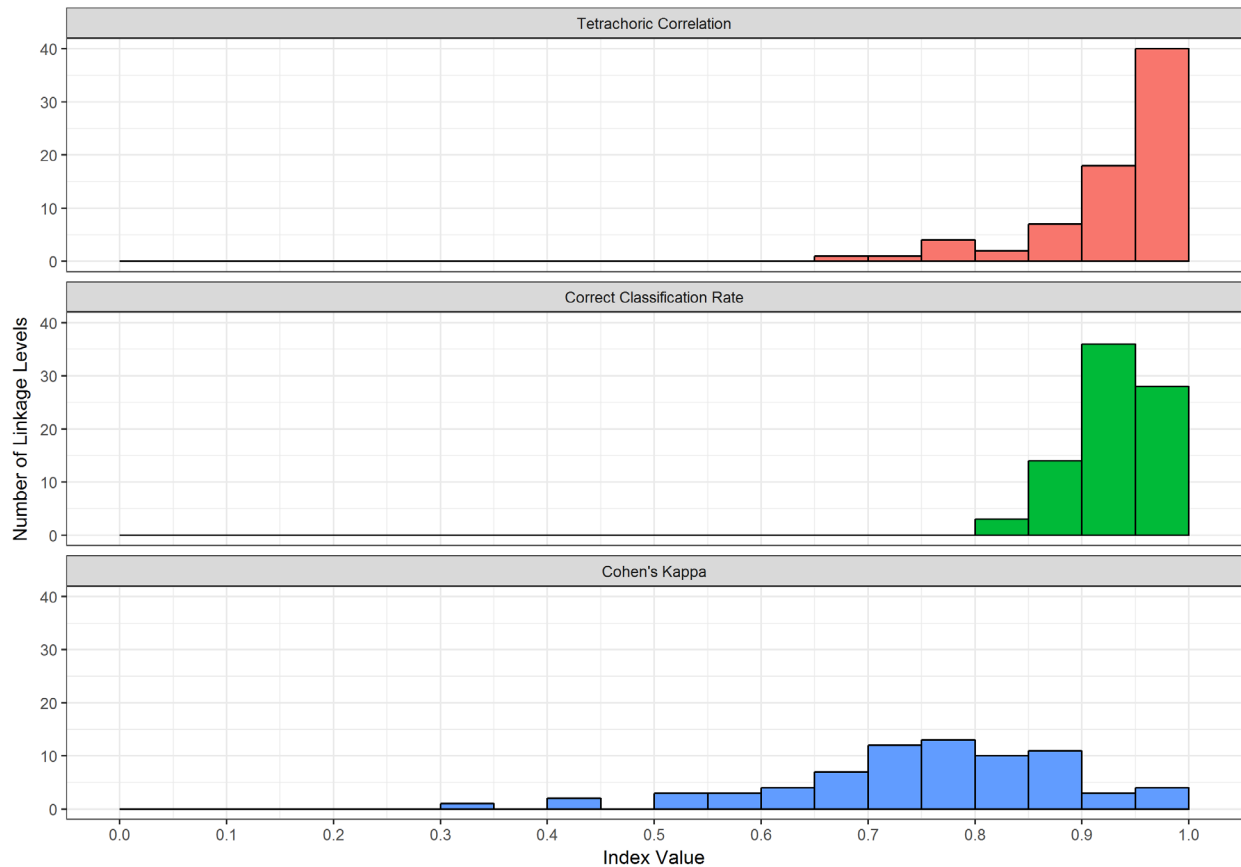 Tetrachoric Correlation
40
30
20
10
0
Correct Classification Rate
40
30
20
10
0
Number of Linkage Levels
Cohen's Kappa
40
30
20
10
0
0.0 0.1 0.2 0.3 0.4 0.5 0.6 0.7 0.8 0.9 1.0
Index Value